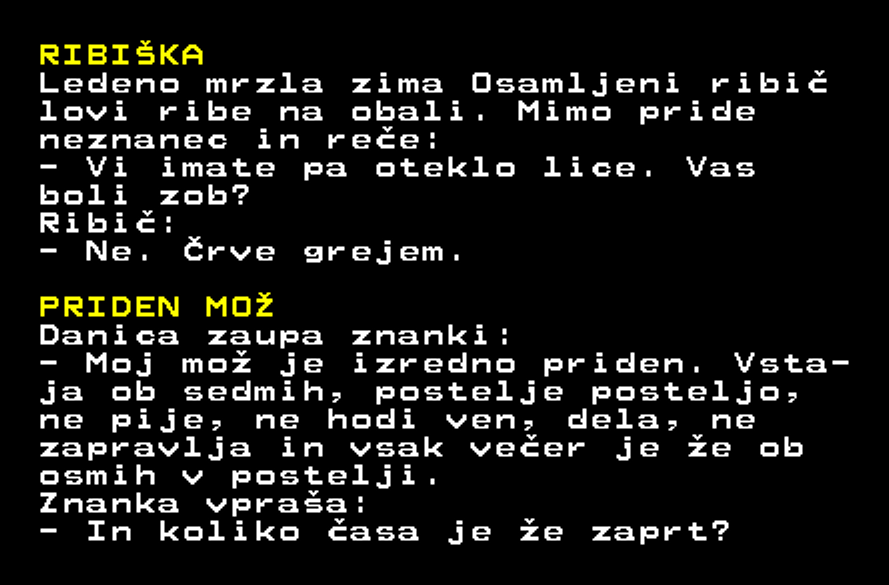 RIBIŠKA
Ledeno mrzla zima Osamljeni ribič
lovi ribe na obali. Mimo pride
neznanec in reče:
- Vi imate pa oteklo lice. Vas
boli zob?
Ribič:
- Ne. Črve grejem.
PRIDEN MOŽ
Danica zaupa znanki:
- Moj mož je izredno priden. Vsta-
ja ob sedmih, postelje posteljo,
ne pije, ne hodi ven, dela, ne
zapravlja in vsak večer je že ob
osmih v postelji.
Znanka vpraša:
- In koliko časa je že zaprt?